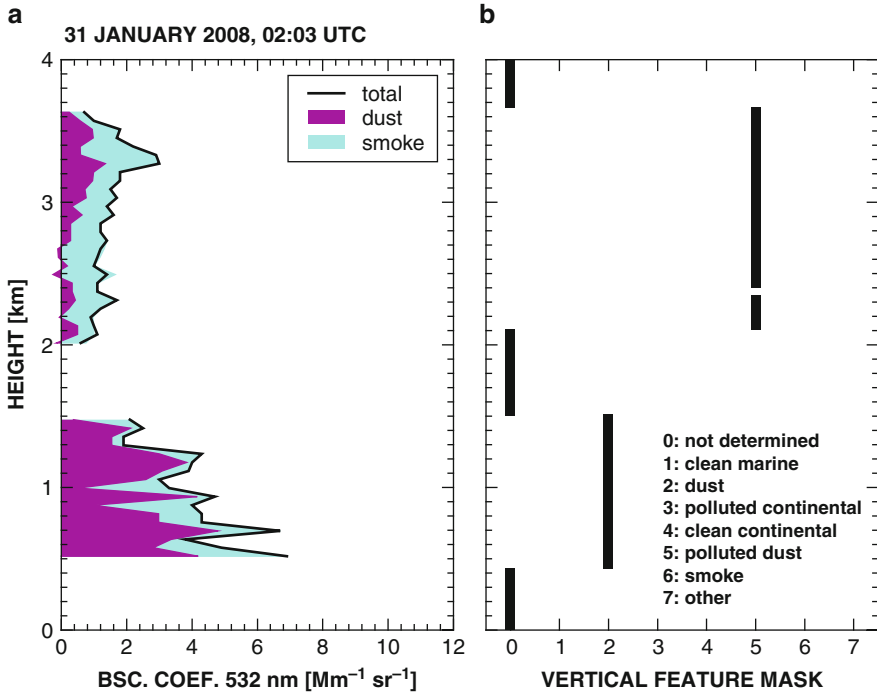 a
31 JANUARY 2008, 02:03 UTC
4
3
2
1
0
HEIGHT [km]
total
dust
smoke
0 2 4 6 8 10 12
BSC. COEF. 532 nm [Mm⁻¹ sr⁻¹]
b
0: not determined
1: clean marine
2: dust
3: polluted continental
4: clean continental
5: polluted dust
6: smoke
7: other
0 1 2 3 4 5 6 7
VERTICAL FEATURE MASK